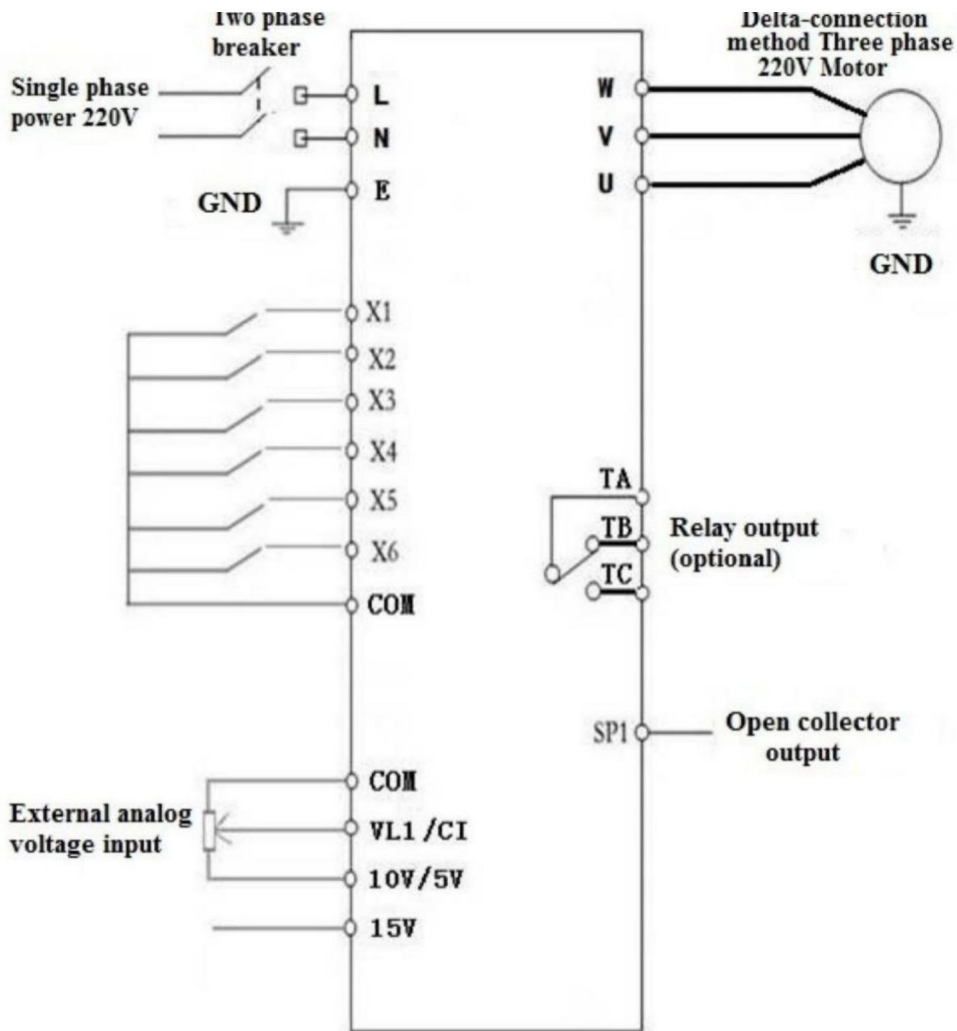 Two phase
breaker
Single phase
power 220V
L
N
E
GND
Delta-connection
method Three phase
220V Motor
W
V
U
GND
X1
X2
X3
X4
X5
X6
COM
TA
TB
TC
Relay output
(optional)
SP1
Open collector
output
External analog
voltage input
COM
VL1/CI
10V/5V
15V